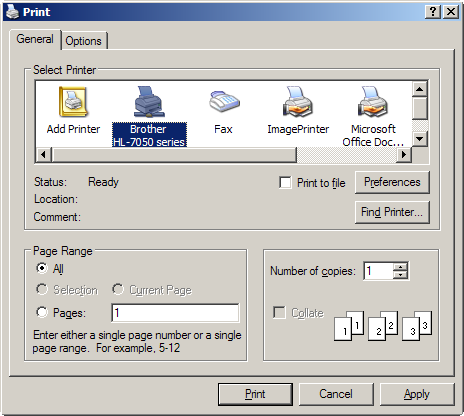 Print
General
Options
Select Printer
Add Printer
Brother
HL-7050 series
Fax
ImagePrinter
Microsoft
Office Doc...
Status: Ready
Location:
Comment:
Print to file
Preferences
Find Printer...
Page Range
All
Selection
Current Page
Pages: 1
Enter either a single page number or a single
page range. For example, 5-12
Number of copies: 1
Collate
1 1 2 2 3 3
Print
Cancel
Apply